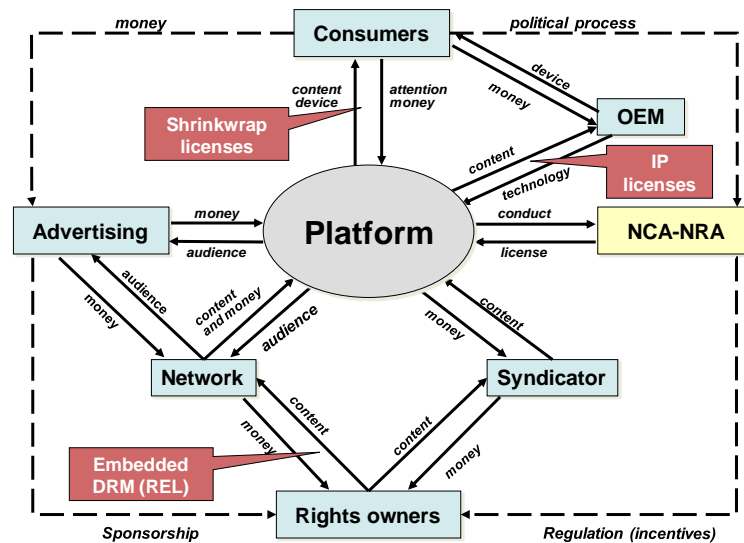 money
political process
Consumers
content
device
attention
money
device
money
OEM
Shrinkwrap
licenses
content
technology
IP
licenses
Advertising
money
audience
Platform
conduct
license
NCA-NRA
audience
money
content
and money
audience
money
content
Network
Syndicator
money
content
content
money
Embedded
DRM (REL)
Rights owners
Sponsorship
Regulation (incentives)